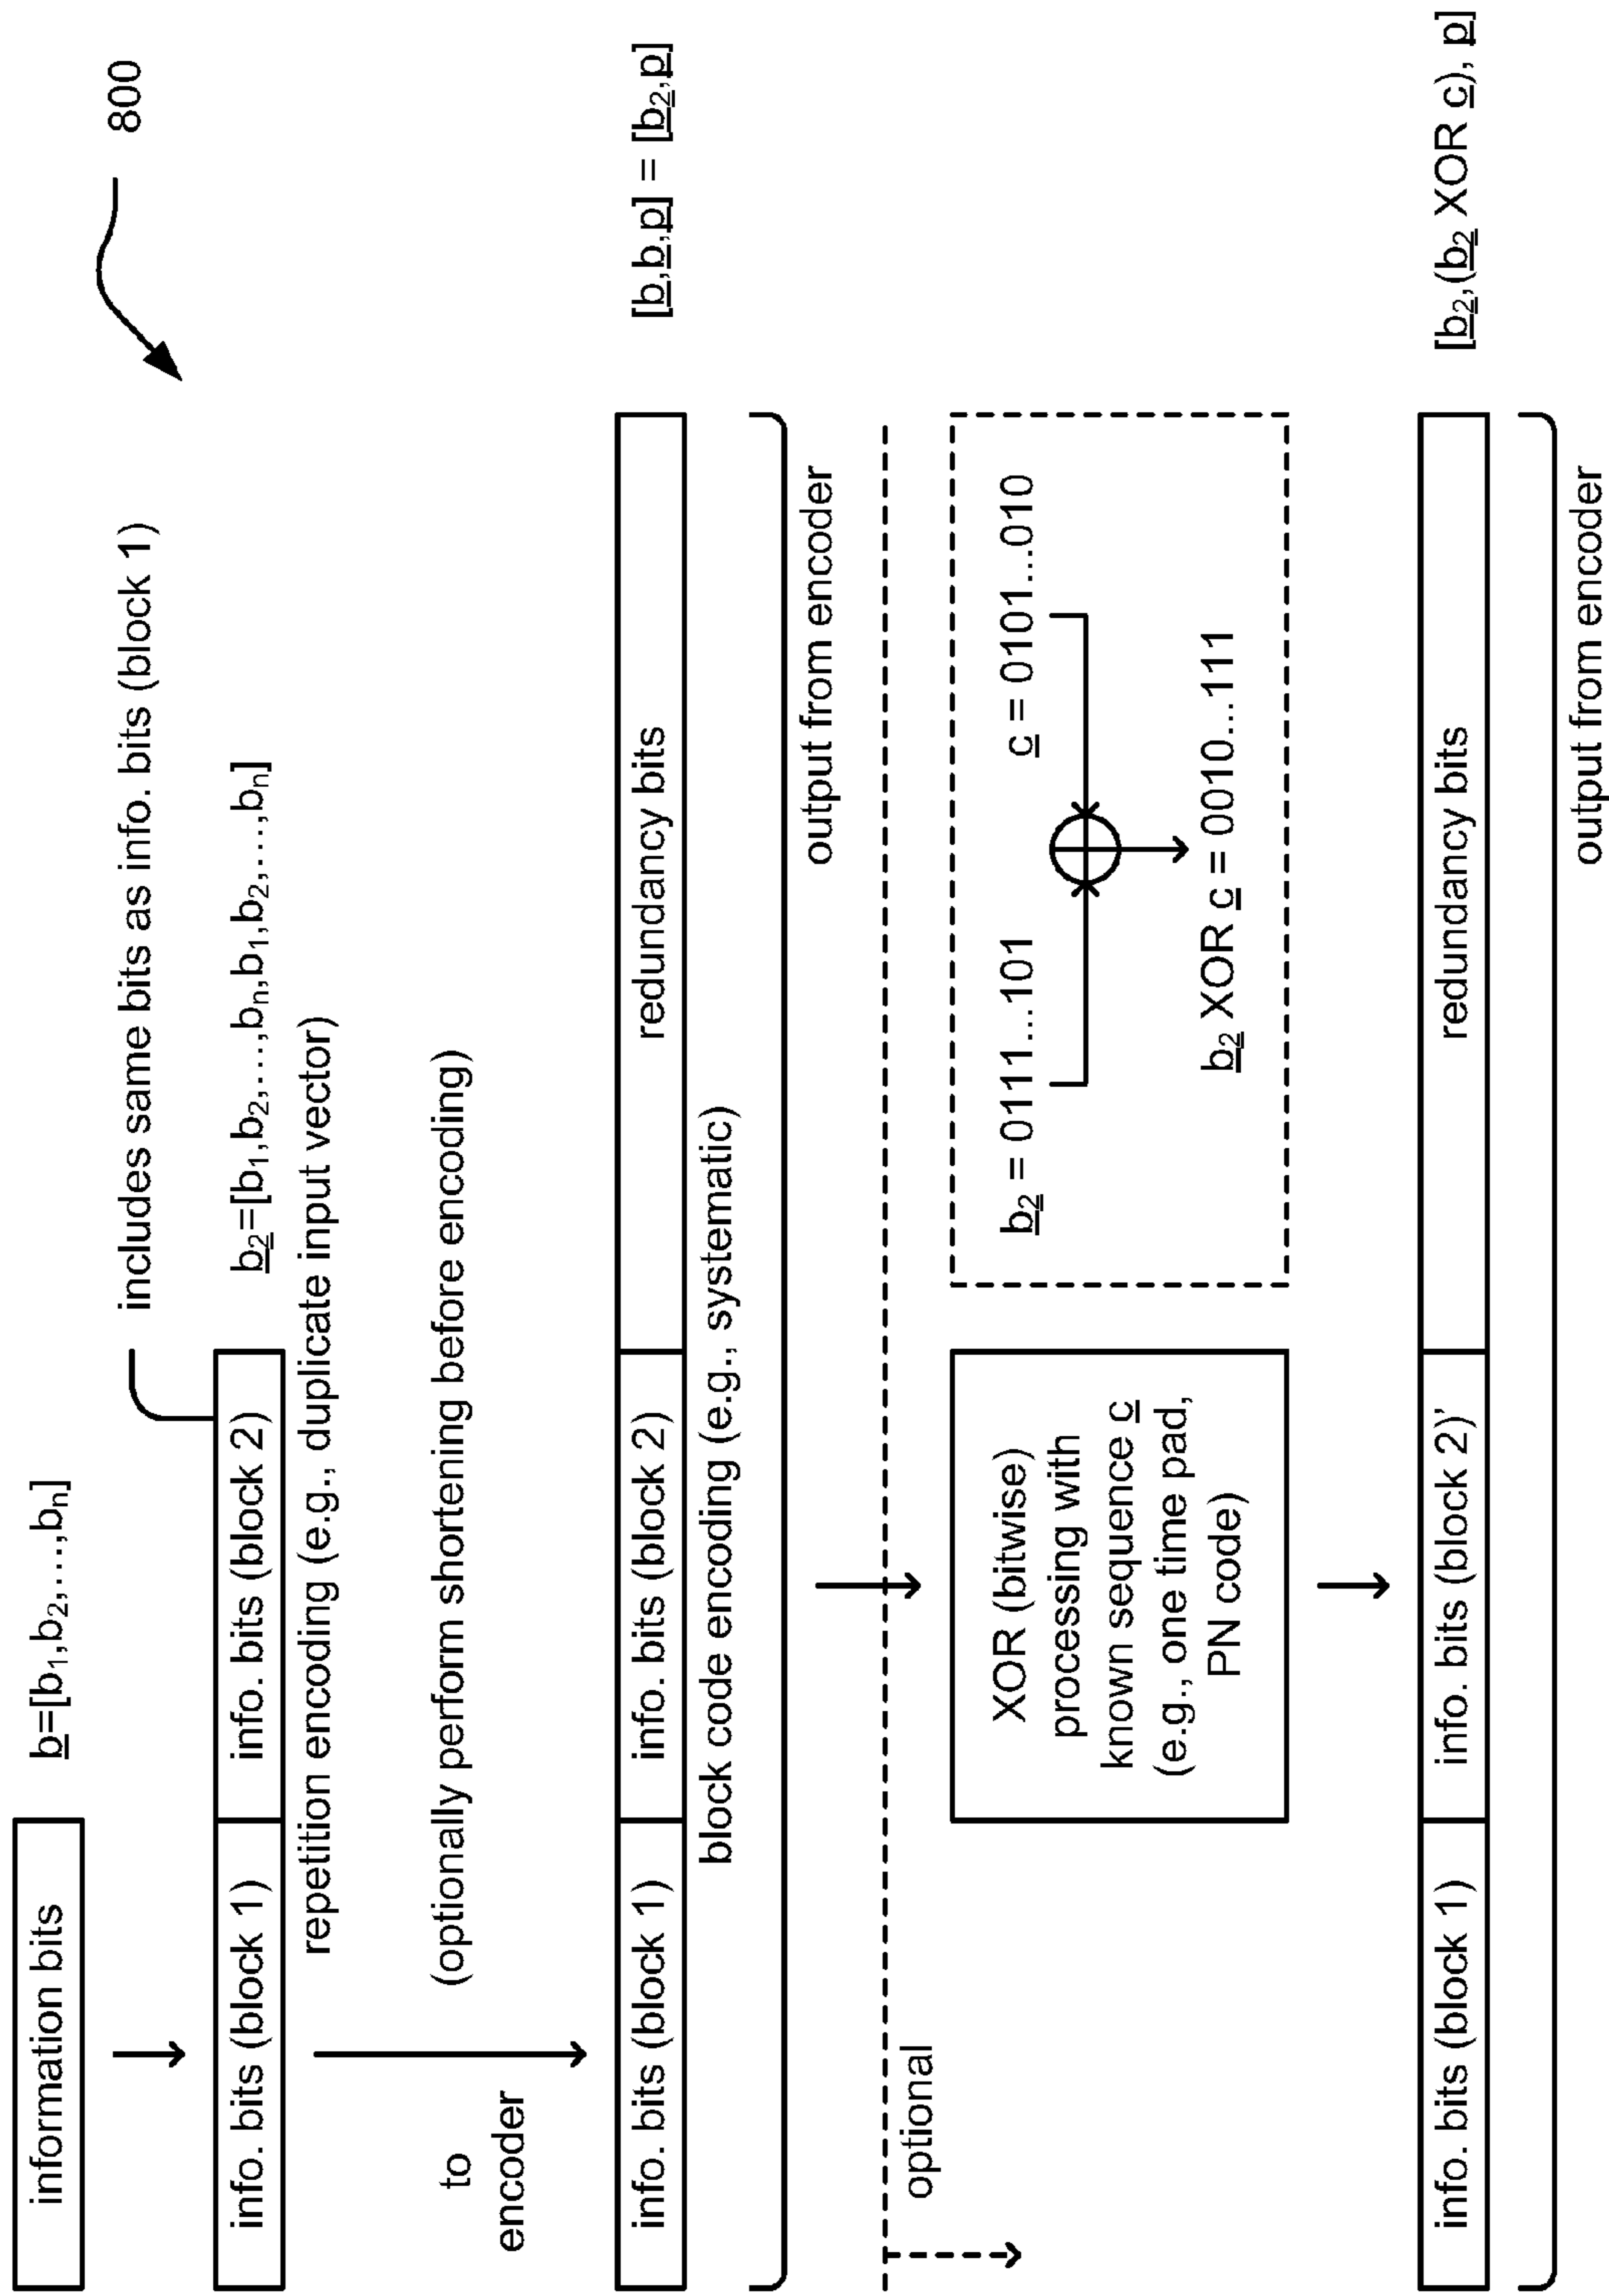 800
information bits
b=[b1,b2,...,bn]
includes same bits as info. bits (block 1)
info. bits (block 1)
info. bits (block 2)
b2=[b1,b2,...,bn,b1,b2,...,bn]
repetition encoding (e.g., duplicate input vector)
to
encoder
(optionally perform shortening before encoding)
info. bits (block 1)
info. bits (block 2)
redundancy bits
[b,b,p] = [b2,p]
block code encoding (e.g., systematic)
output from encoder
optional
XOR (bitwise)
processing with
known sequence c
(e.g., one time pad,
PN code)
b2 = 01111...101
c = 0101...010
b2 XOR c = 0010...111
info. bits (block 1)
info. bits (block 2)'
redundancy bits
[b2,(b2 XOR c), p]
output from encoder